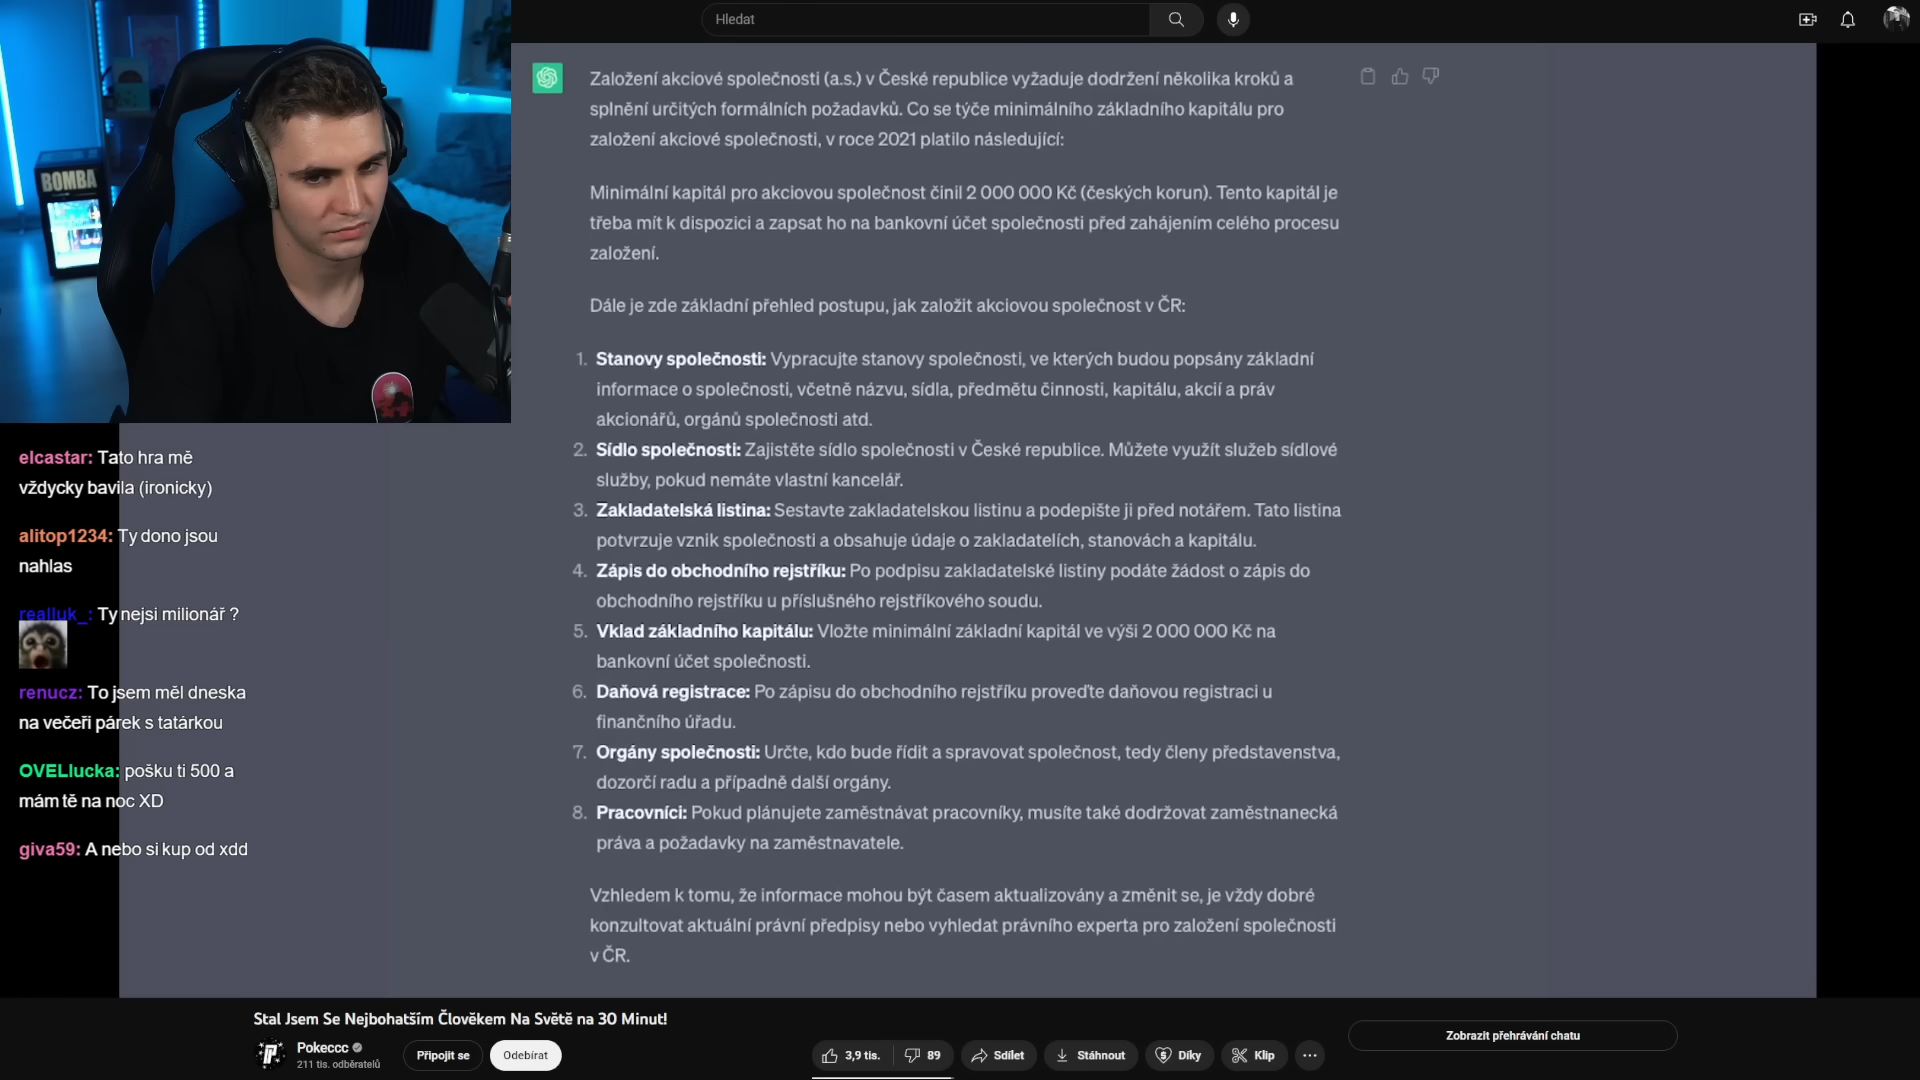 Hledat
BOMBA
Založení akciové společnosti (a.s.) v České republice vyžaduje dodržení několika kroků a
splnění určitých formálních požadavků. Co se týče minimálního základního kapitálu pro
založení akciové společnosti, v roce 2021 platilo následující:
Minimální kapitál pro akciovou společnost činil 2 000 000 Kč (českých korun). Tento kapitál je
třeba mít k dispozici a zapsat ho na bankovní účet společnosti před zahájením celého procesu
založení.
Dále je zde základní přehled postupu, jak založit akciovou společnost v ČR:
1. Stanovy společnosti: Vypracujte stanovy společnosti, ve kterých budou popsány základní
informace o společnosti, včetně názvu, sídla, předmětu činnosti, kapitálu, akcií a práv
akcionářů, orgánů společnosti atd.
2. Sídlo společnosti: Zajistěte sídlo společnosti v České republice. Můžete využít služeb sídlové
služby, pokud nemáte vlastní kancelář.
3. Zakladatelská listina: Sestavte zakladatelskou listinu a podepište ji před notářem. Tato listina
potvrzuje vznik společnosti a obsahuje údaje o zakladatelích, stanovách a kapitálu.
4. Zápis do obchodního rejstříku: Po podpisu zakladatelské listiny podáte žádost o zápis do
obchodního rejstříku u příslušného rejstříkového soudu.
5. Vklad základního kapitálu: Vložte minimální základní kapitál ve výši 2 000 000 Kč na
bankovní účet společnosti.
6. Daňová registrace: Po zápisu do obchodního rejstříku proveďte daňovou registraci u
finančního úřadu.
7. Orgány společnosti: Určte, kdo bude řídit a spravovat společnost, tedy členy představenstva,
dozorčí radu a případně další orgány.
8. Pracovníci: Pokud plánujete zaměstnávat pracovníky, musíte také dodržovat zaměstnanecká
práva a požadavky na zaměstnavatele.
Vzhledem k tomu, že informace mohou být časem aktualizovány a změnit se, je vždy dobré
konzultovat aktuální právní předpisy nebo vyhledat právního experta pro založení společnosti
v ČR.
elcastar: Tato hra mě
vždycky bavila (ironicky)
alitop1234: Ty dono jsou
nahlas
realluk_: Ty nejsi milionář ?
renucz: To jsem měl dneska
na večeři párek s tatárkou
OVELlucka: pošku ti 500 a
mám tě na noc XD
giva59: A nebo si kup od xdd
Stal Jsem Se Nejbohatším Člověkem Na Světě na 30 Minut!
Pokeccc
211 tis. odběratelů
Připojit se
Odebírat
3,9 tis.
89
Sdílet
Stáhnout
Díky
Klip
Zobrazit přehrávání chatu